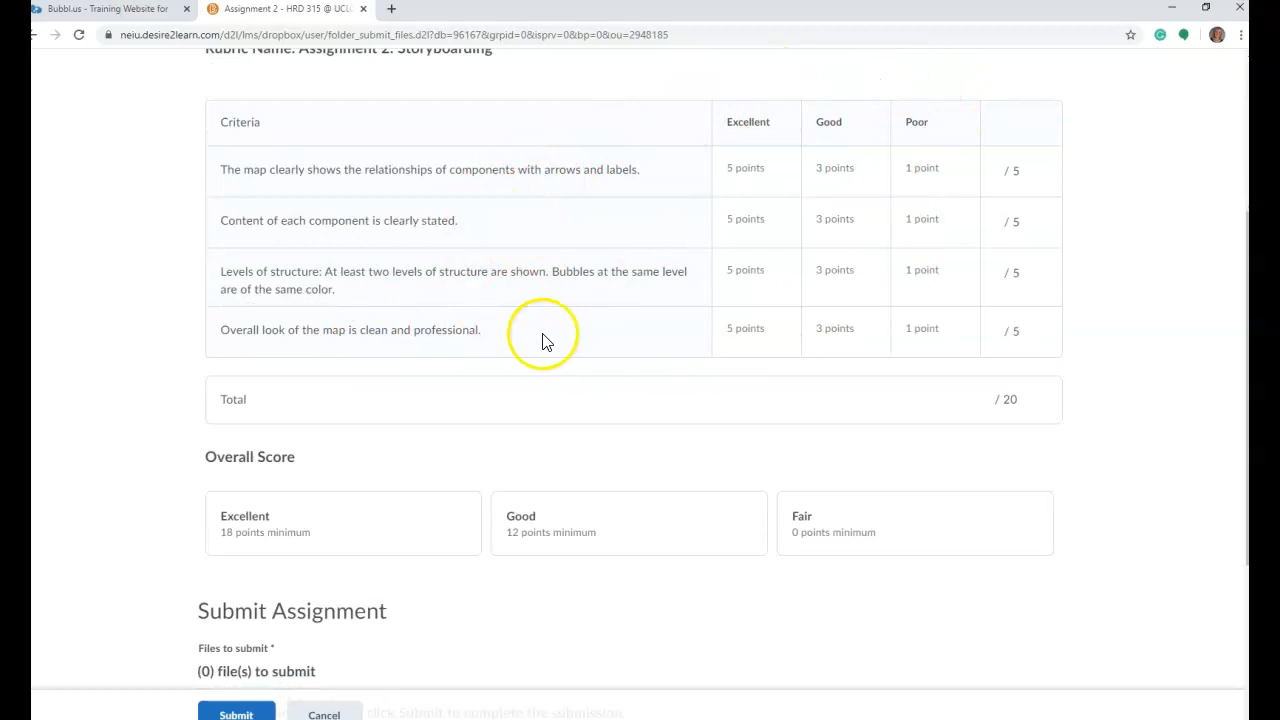 Bubbl.us - Training Website for
Assignment 2 - HRD 315 @ UCLC
neiu.desire2learn.com/d2l/lms/dropbox/user/folder_submit_files.d2l?db=96167&grpid=0&isprv=0&bp=0&ou=2948185
Rubric Name: Assignment 2: Storyboarding
Criteria Excellent Good Poor
The map clearly shows the relationships of components with arrows and labels. 5 points 3 points 1 point / 5
Content of each component is clearly stated. 5 points 3 points 1 point / 5
Levels of structure: At least two levels of structure are shown. Bubbles at the same level 5 points 3 points 1 point / 5
are of the same color.
Overall look of the map is clean and professional. 5 points 3 points 1 point / 5
Total / 20
Overall Score
Excellent Good Fair
18 points minimum 12 points minimum 0 points minimum
Submit Assignment
Files to submit *
(0) file(s) to submit
Submit Cancel click Submit to complete the submission.